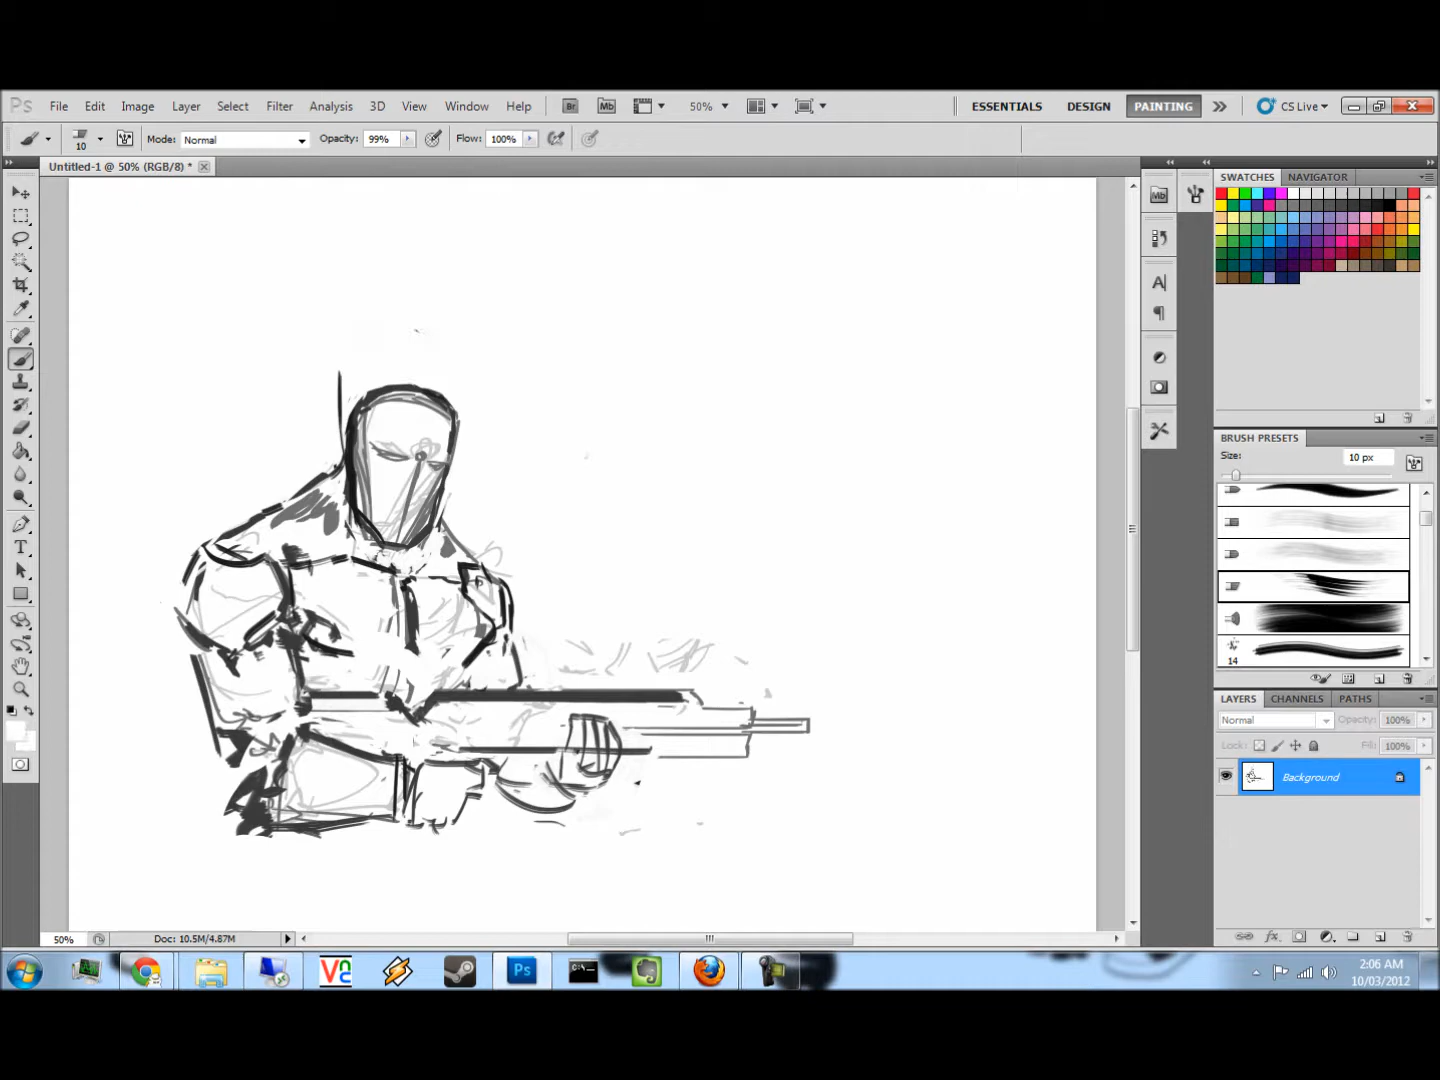 Ps File Edit Image Layer Select Filter Analysis 3D View Window Help Br Mb 50% ESSENTIALS DESIGN PAINTING CS Live
10 Mode: Normal Opacity: 99% Flow: 100%
Untitled-1 @ 50% (RGB/8) *
SWATCHES NAVIGATOR
Mb
A
¶
BRUSH PRESETS
Size: 10 px
14
LAYERS CHANNELS PATHS
Normal Opacity: 100%
Lock: Fill: 100%
Background
50% Doc: 10.5M/4.87M
fx
Ps
2:06 AM
10/03/2012